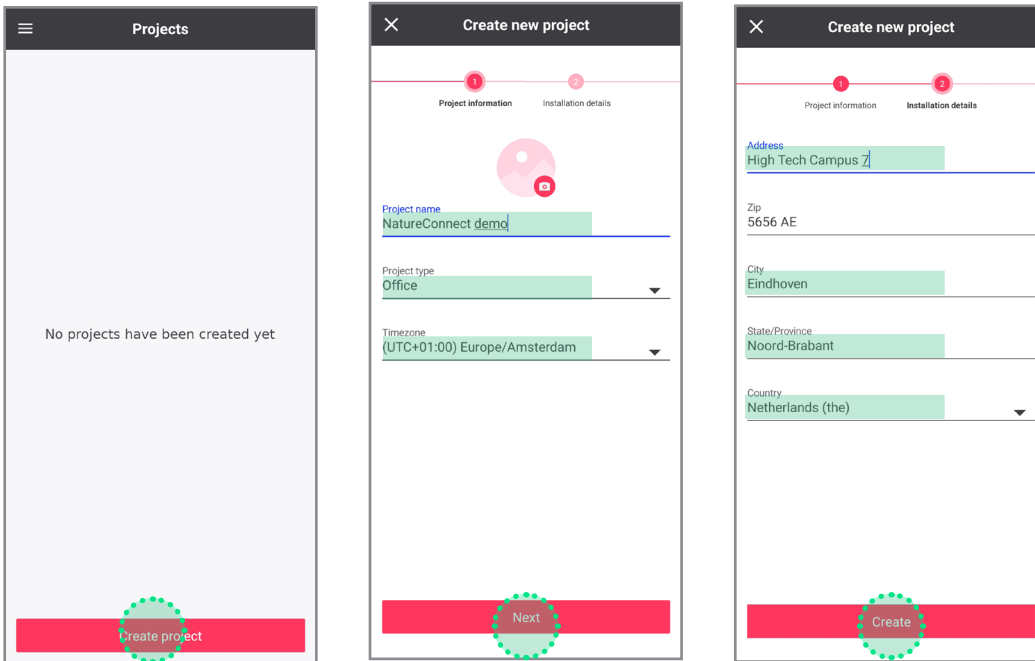 Projects
No projects have been created yet
Create project
Create new project
1
2
Project information
Installation details
Project name
NatureConnect demo
Project type
Office
Timezone
(UTC+01:00) Europe/Amsterdam
Next
Create new project
1
2
Project information
Installation details
Address
High Tech Campus 7
Zip
5656 AE
City
Eindhoven
State/Province
Noord-Brabant
Country
Netherlands (the)
Create